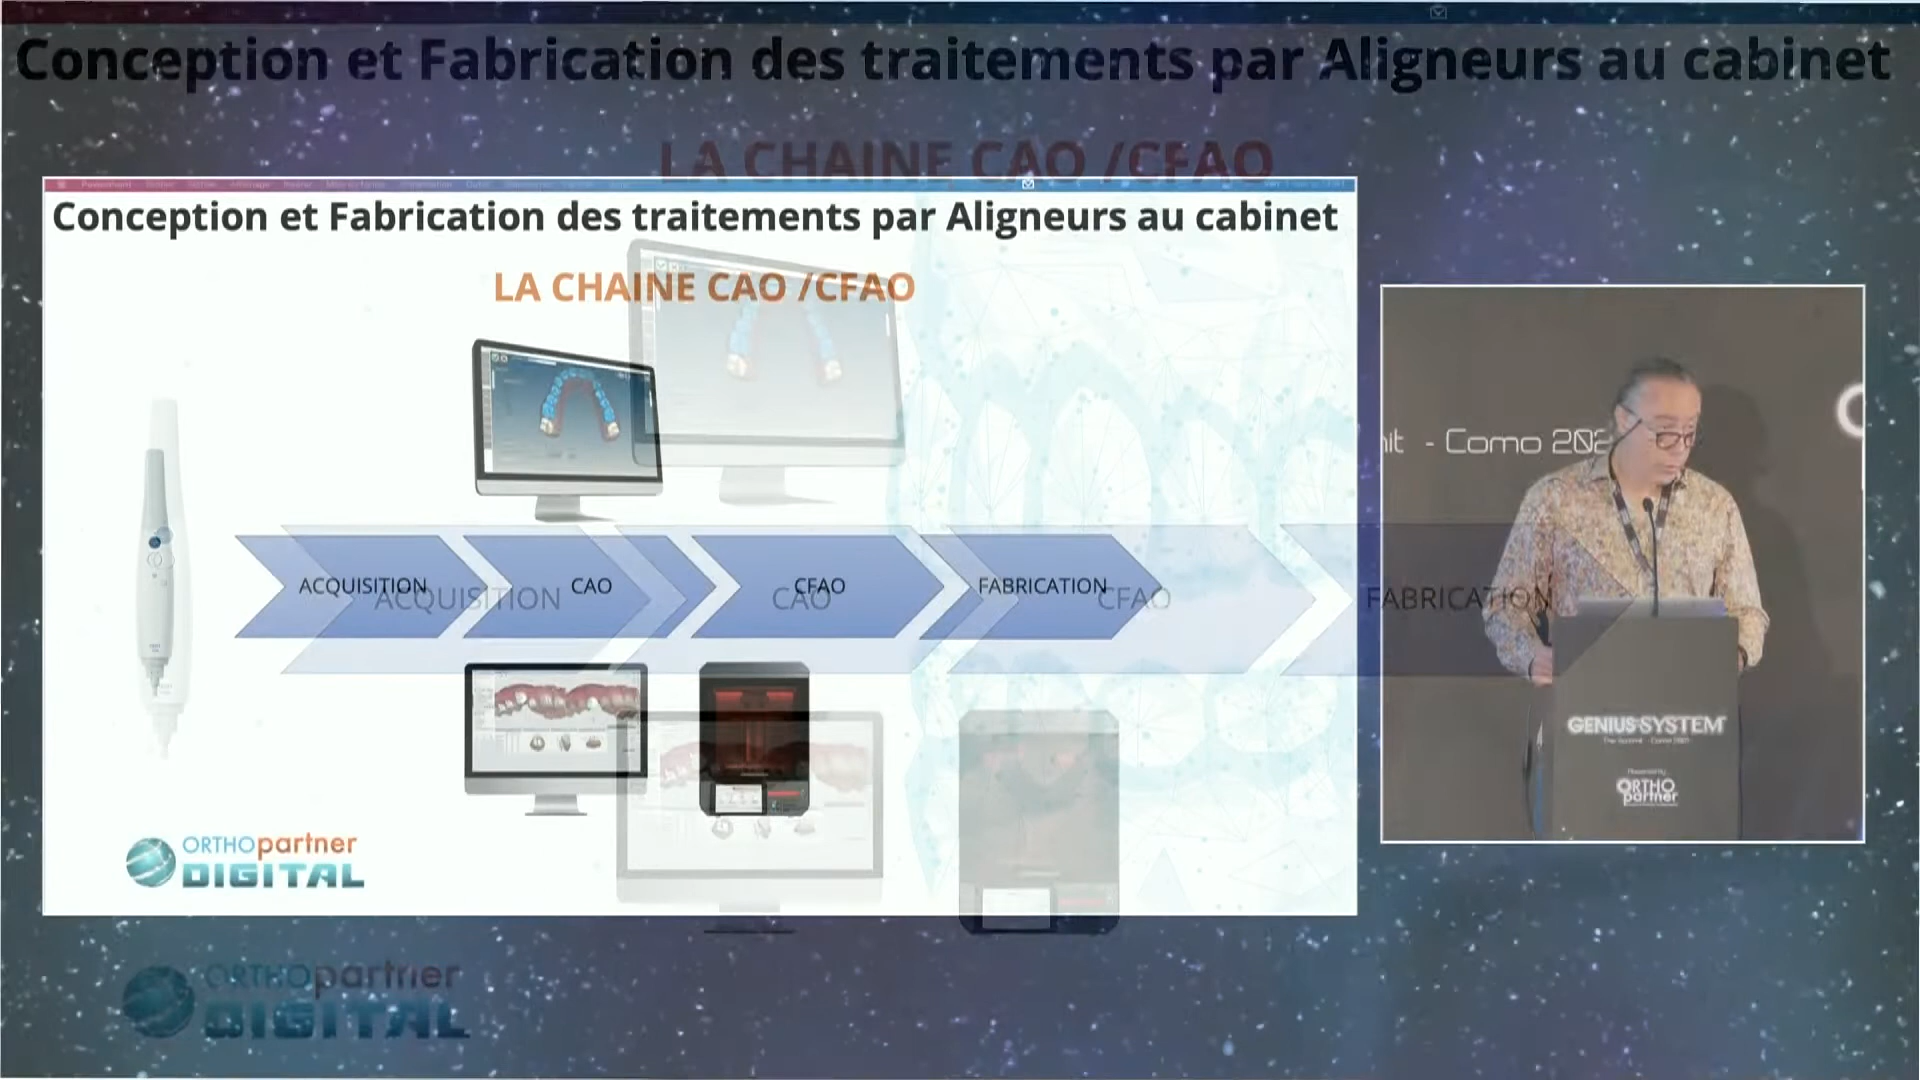 Conception et Fabrication des traitements par Aligneurs au cabinet
LA CHAINE CAO /CFAO
Conception et Fabrication des traitements par Aligneurs au cabinet
LA CHAINE CAO /CFAO
ACQUISITION
CAO
CFAO
FABRICATION
ACQUISITION
CAO
CFAO
FABRICATION
ORTHOpartner
DIGITAL
- Como
GENIUS SYSTEM
Presented by
ORTHO
partner
ORTHOpartner
DIGITAL